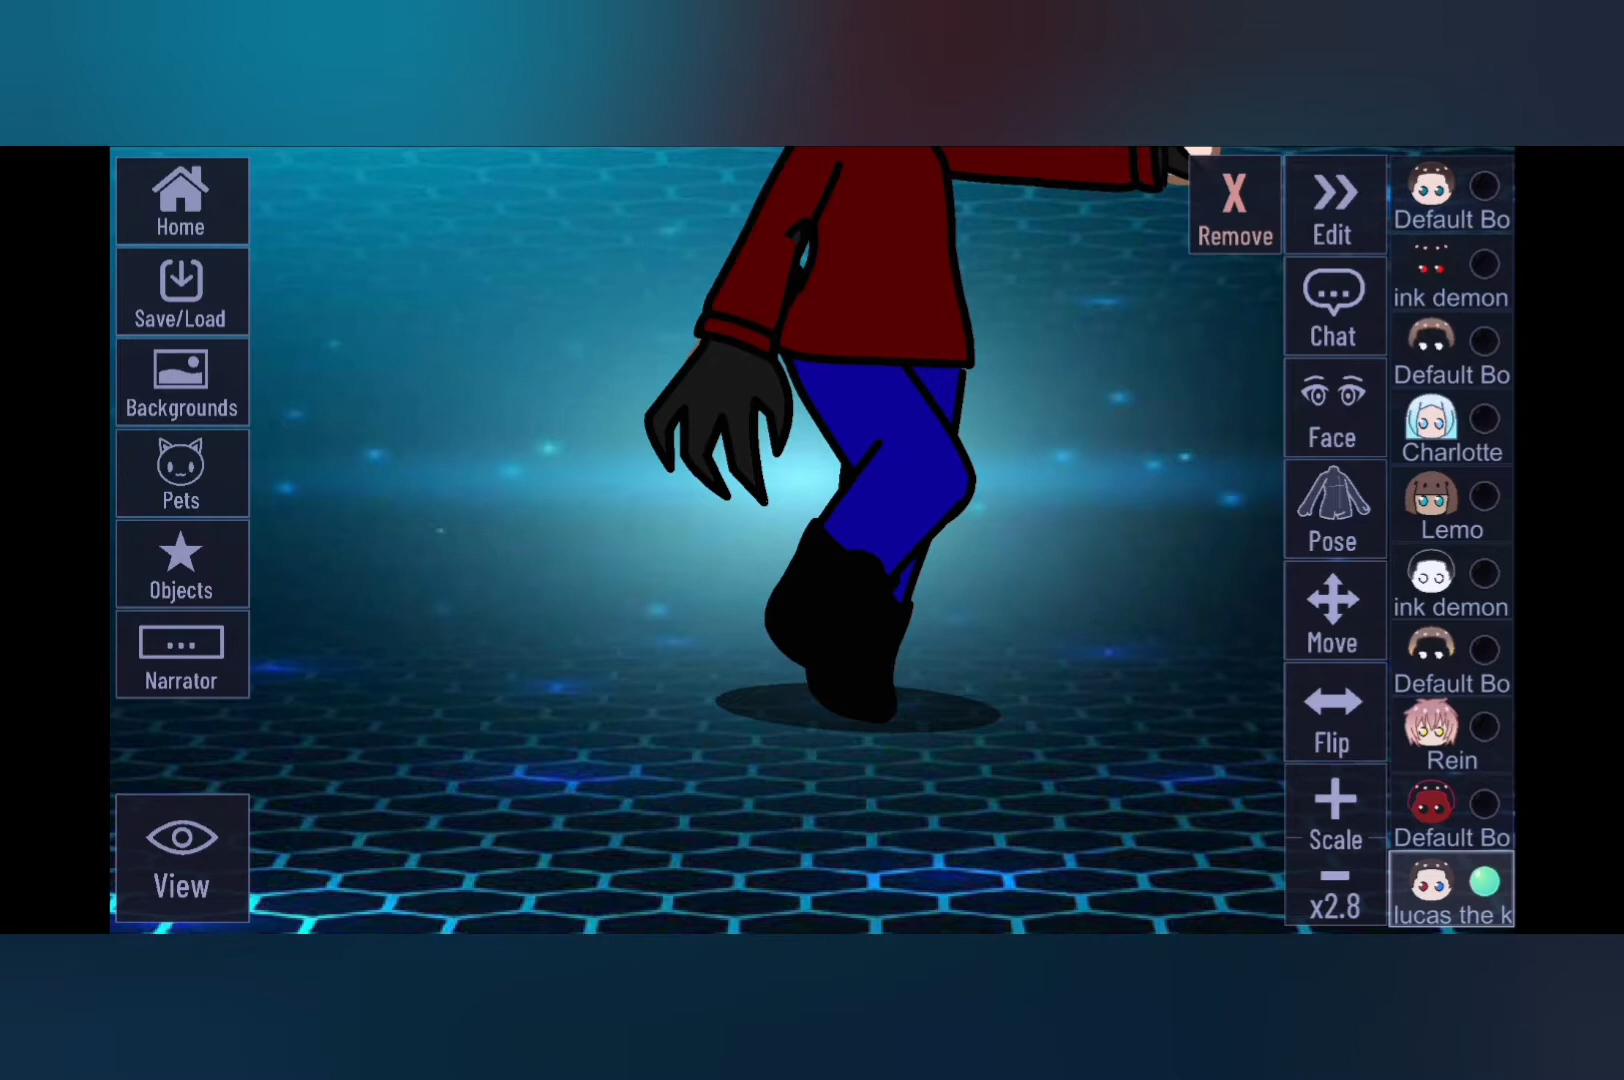 Home
Save/Load
Backgrounds
Pets
Objects
...
Narrator
View
X
Remove
Edit
...
Chat
Face
Pose
Move
Flip
+
Scale
-
x2.8
Default Bo
ink demon
Default Bo
Charlotte
Lemo
ink demon
Default Bo
Rein
Default Bo
lucas the k